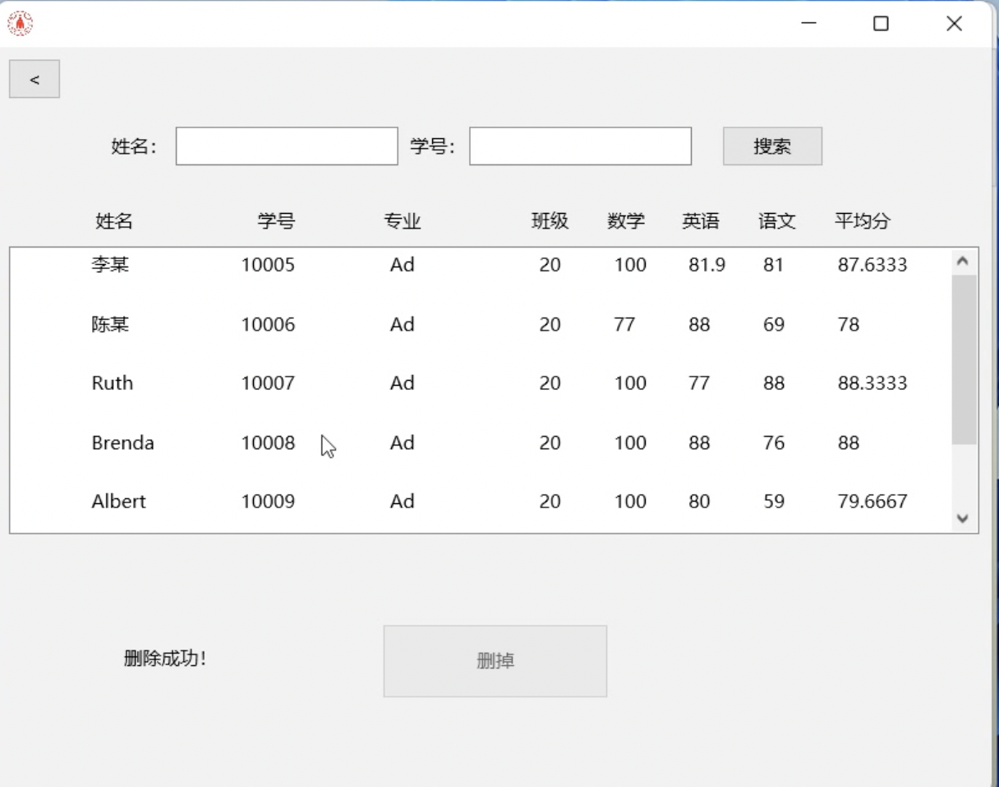 <
姓名： 学号： 搜索
姓名 学号 专业 班级 数学 英语 语文 平均分
李某 10005 Ad 20 100 81.9 81 87.6333
陈某 10006 Ad 20 77 88 69 78
Ruth 10007 Ad 20 100 77 88 88.3333
Brenda 10008 Ad 20 100 88 76 88
Albert 10009 Ad 20 100 80 59 79.6667
删除成功！ 删掉